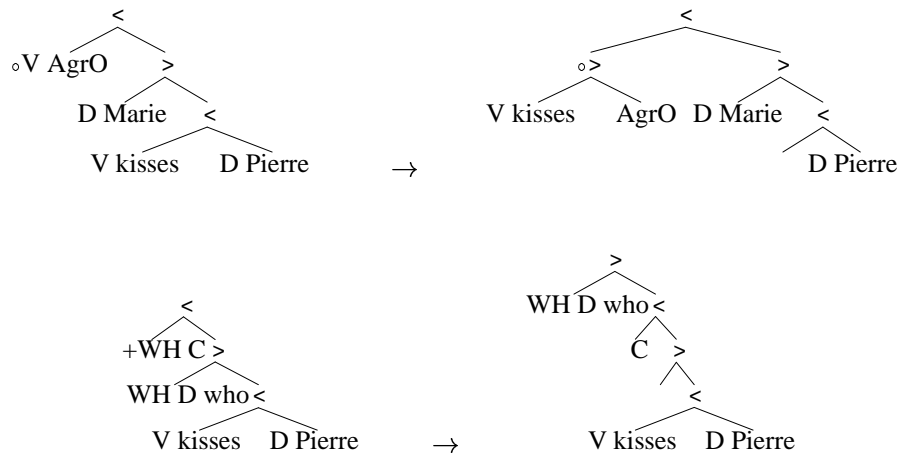 < <
∘V AgrO > ∘> >
D Marie < V kisses AgrO D Marie <
V kisses D Pierre → D Pierre
>
< WH D who <
+WH C > C >
WH D who < <
V kisses D Pierre → V kisses D Pierre